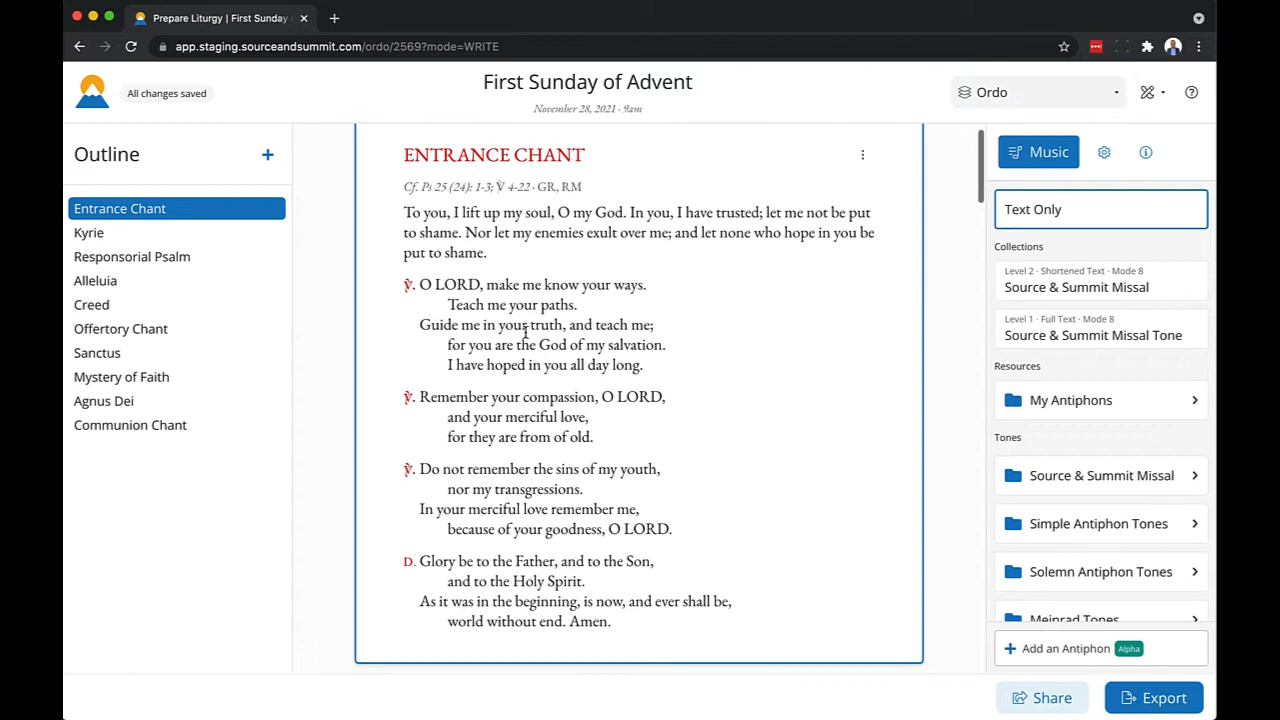 Prepare Liturgy | First Sunday
app.staging.sourceandsummit.com/ordo/2569?mode=WRITE
All changes saved
First Sunday of Advent
November 28, 2021 · 9am
Ordo
Outline
Entrance Chant
Kyrie
Responsorial Psalm
Alleluia
Creed
Offertory Chant
Sanctus
Mystery of Faith
Agnus Dei
Communion Chant
ENTRANCE CHANT
Cf. Ps 25 (24): 1-3; ℣ 4-22 · GR, RM
To you, I lift up my soul, O my God. In you, I have trusted; let me not be put
to shame. Nor let my enemies exult over me; and let none who hope in you be
put to shame.
℣. O LORD, make me know your ways.
Teach me your paths.
Guide me in your truth, and teach me;
for you are the God of my salvation.
I have hoped in you all day long.
℣. Remember your compassion, O LORD,
and your merciful love,
for they are from of old.
℣. Do not remember the sins of my youth,
nor my transgressions.
In your merciful love remember me,
because of your goodness, O LORD.
D. Glory be to the Father, and to the Son,
and to the Holy Spirit.
As it was in the beginning, is now, and ever shall be,
world without end. Amen.
Music
Text Only
Collections
Level 2 · Shortened Text · Mode 8
Source & Summit Missal
Level 1 · Full Text · Mode 8
Source & Summit Missal Tone
Resources
My Antiphons
Tones
Source & Summit Missal
Simple Antiphon Tones
Solemn Antiphon Tones
Meinrad Tones
Add an Antiphon Alpha
Share
Export